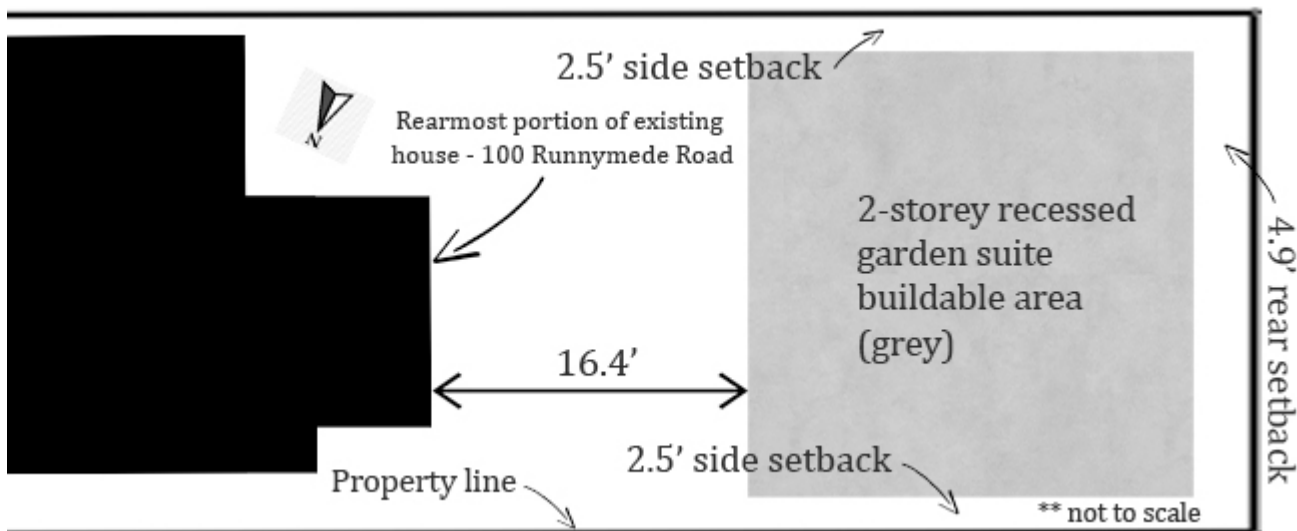 2.5’ side setback
N
Rearmost portion of existing
house - 100 Runnymede Road
2-storey recessed
garden suite
buildable area
(grey)
4.9’ rear setback
16.4’
2.5’ side setback
Property line
** not to scale